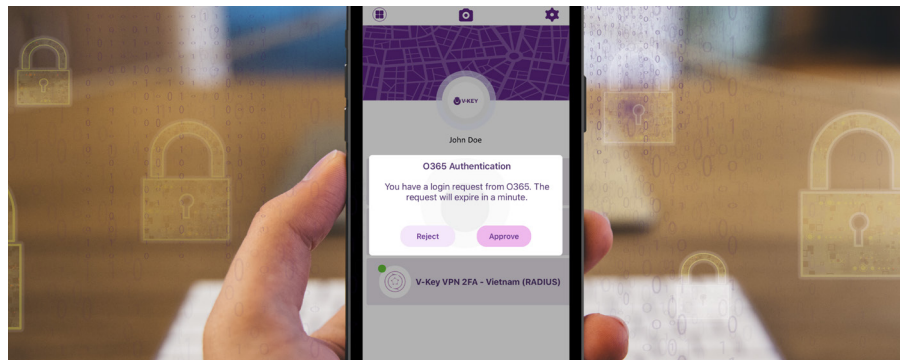 V-KEY
John Doe
O365 Authentication
You have a login request from O365. The
request will expire in a minute.
Reject
Approve
V-Key VPN 2FA - Vietnam (RADIUS)